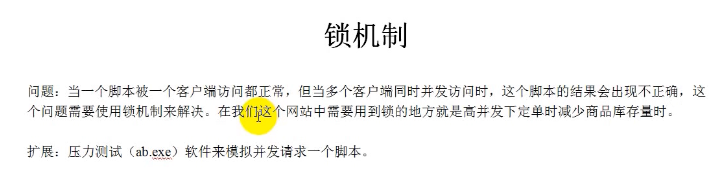 锁机制
问题：当一个脚本被一个客户端访问都正常，但当多个客户端同时并发访问时，这个脚本的结果会出现不正确，这
个问题需要使用锁机制来解决。在我们这个网站中需要用到锁的地方就是高并发下定单时减少商品库存量时。
扩展：压力测试（ab.exe）软件来模拟并发请求一个脚本。